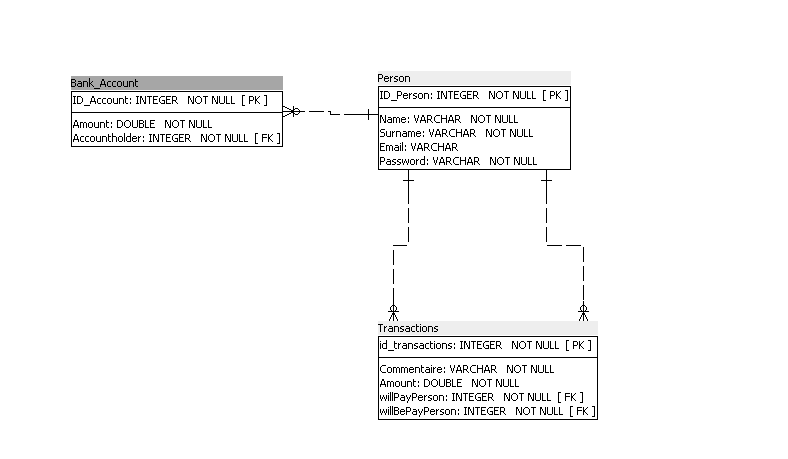 Bank_Account
ID_Account: INTEGER NOT NULL [ PK ]
Amount: DOUBLE NOT NULL
Accountholder: INTEGER NOT NULL [ FK ]
Person
ID_Person: INTEGER NOT NULL [ PK ]
Name: VARCHAR NOT NULL
Surname: VARCHAR NOT NULL
Email: VARCHAR
Password: VARCHAR NOT NULL
Transactions
id_transactions: INTEGER NOT NULL [ PK ]
Commentaire: VARCHAR NOT NULL
Amount: DOUBLE NOT NULL
willPayPerson: INTEGER NOT NULL [ FK ]
willBePayPerson: INTEGER NOT NULL [ FK ]